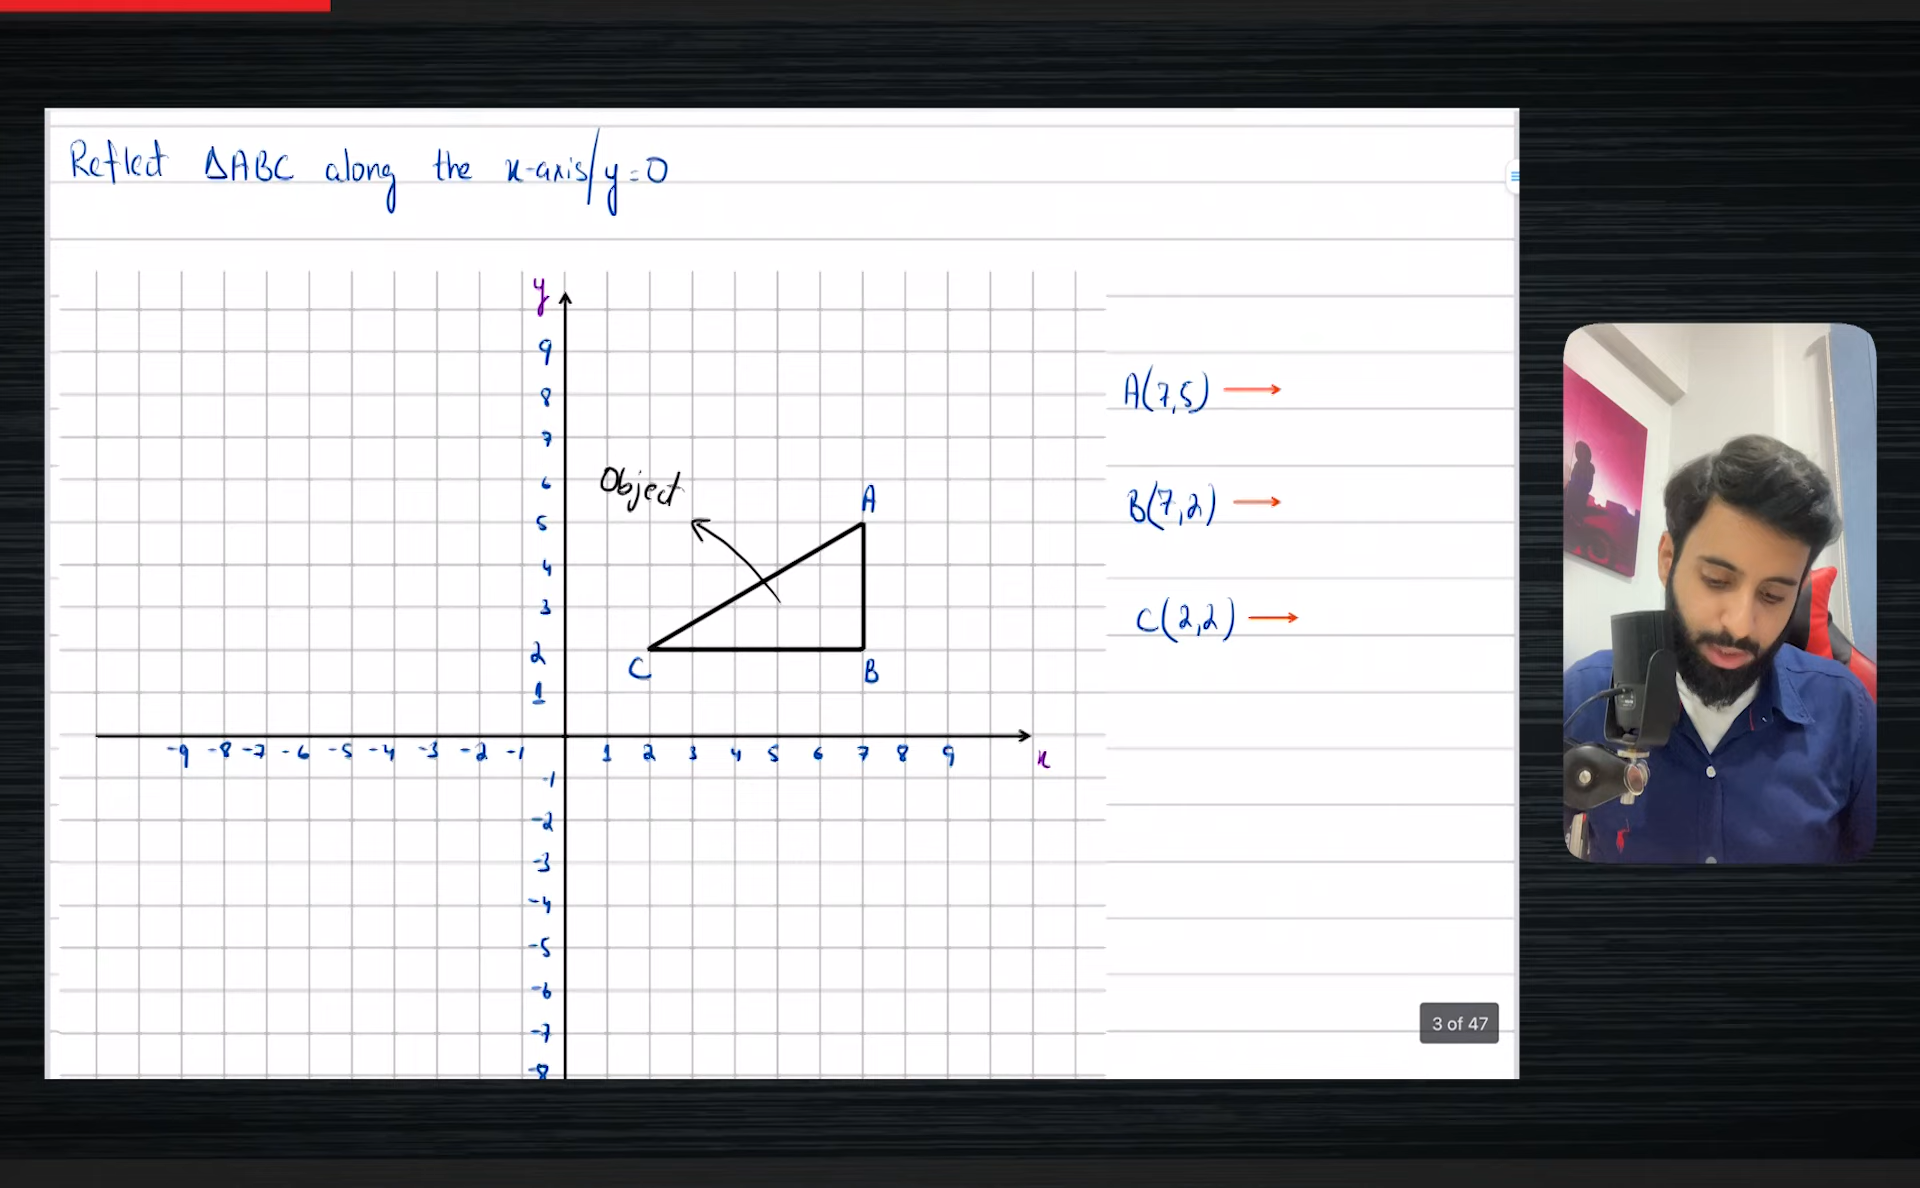 Reflect ΔABC along the x-axis/y=0
y
9
8
7
6
5
4
3
2
1
Object
A
C
B
-9 -8 -7 -6 -5 -4 -3 -2 -1 1 2 3 4 5 6 7 8 9 x
-1
-2
-3
-4
-5
-6
-7
-8
A(7,5) →
B(7,2) →
C(2,2) →
3 of 47